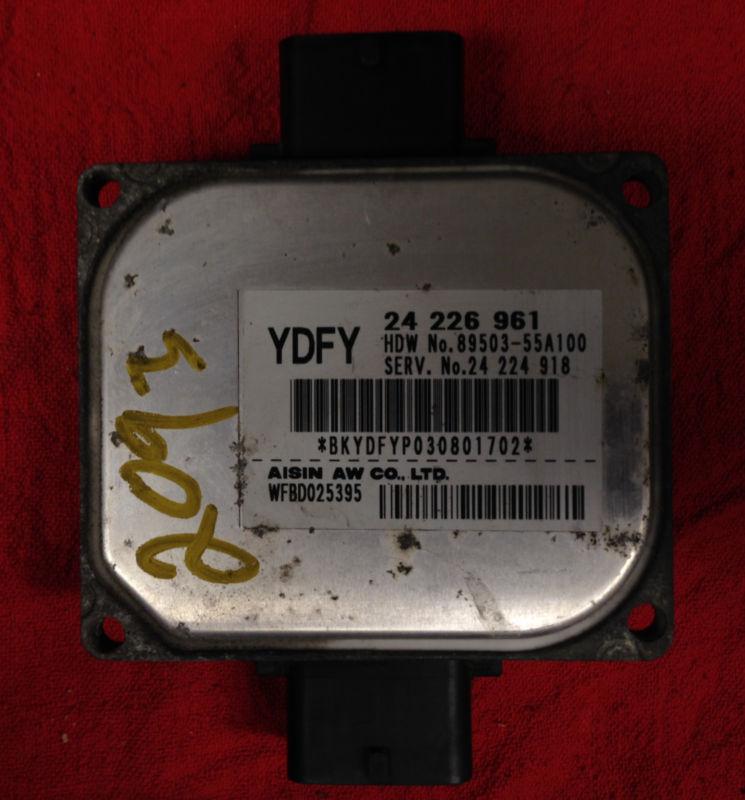 YDFY
24 226 961
HDW No.89503-55A100
SERV. No.24 224 918
*BKYDFYP030801702*
AISIN AW CO., LTD.
WFBD025395